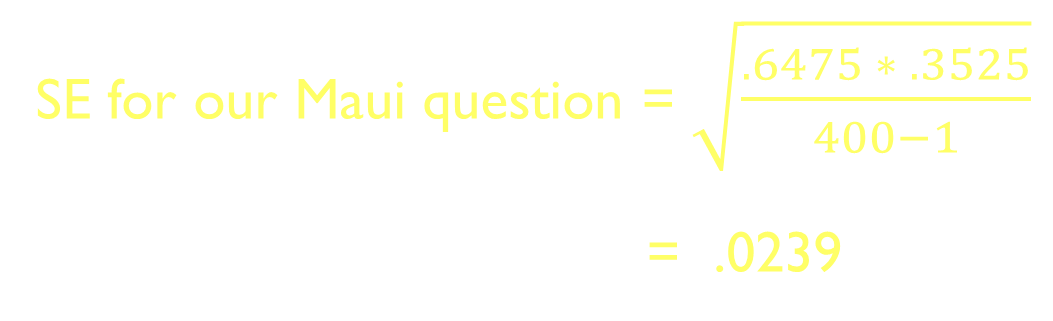 SE for our Maui question = √(.6475 * .3525 / 400−1)
= .0239